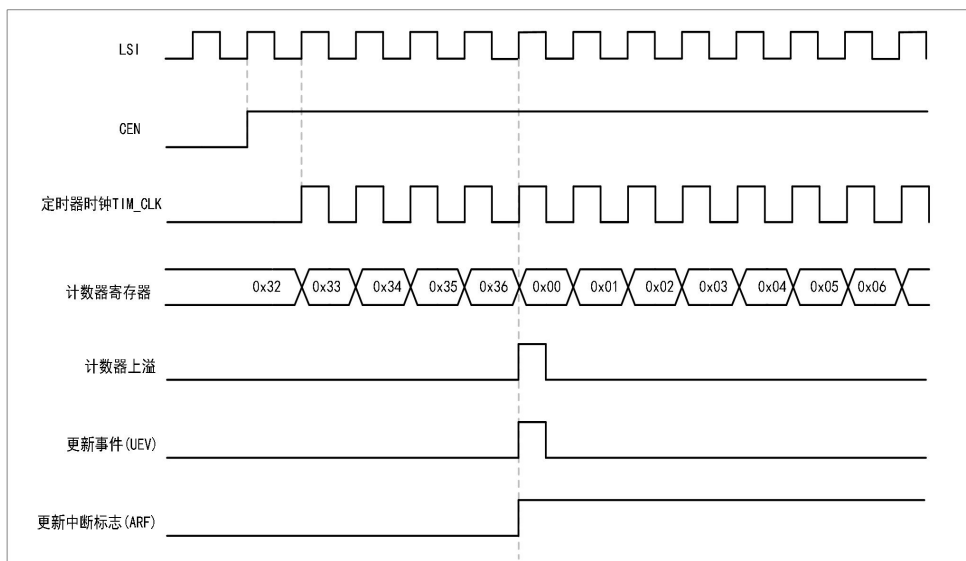 LSI
CEN
定时器时钟TIM_CLK
计数器寄存器 0x32 0x33 0x34 0x35 0x36 0x00 0x01 0x02 0x03 0x04 0x05 0x06
计数器上溢
更新事件(UEV)
更新中断标志(ARF)